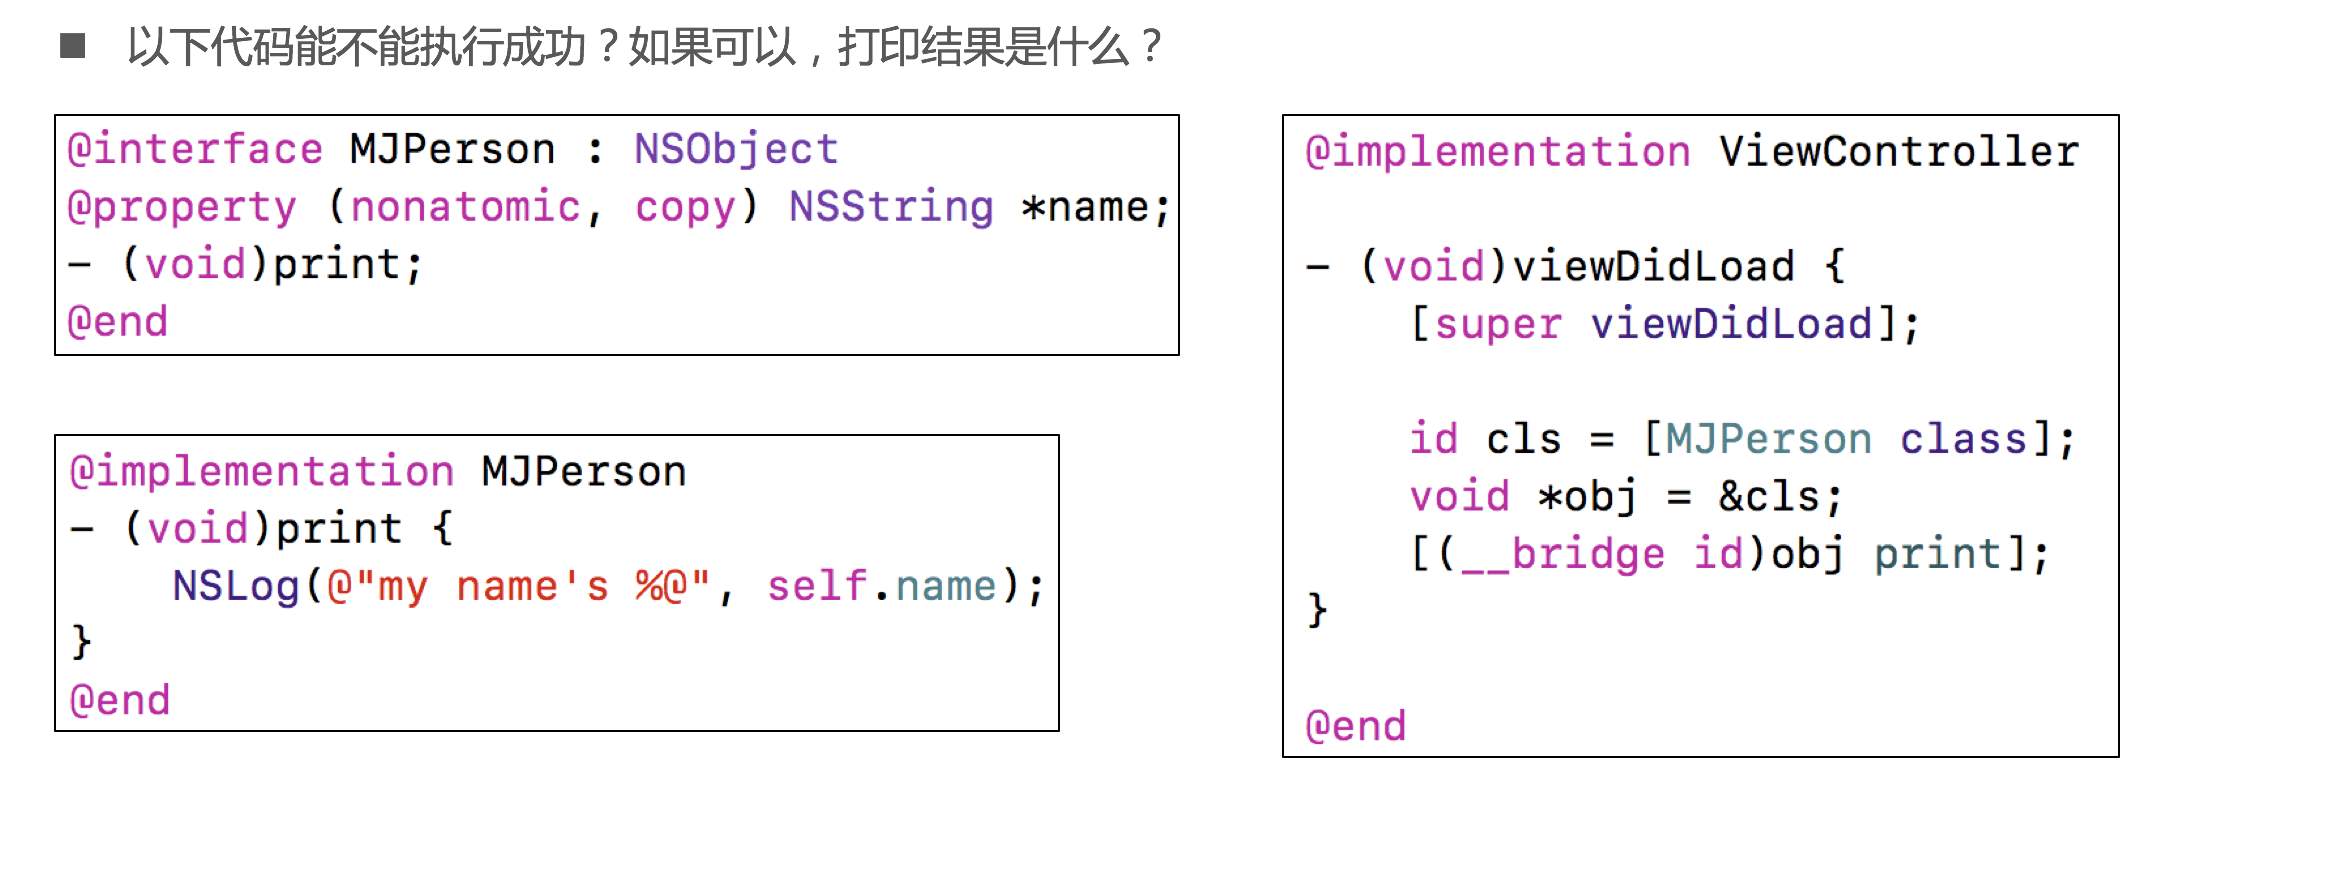 ■ 以下代码能不能执行成功？如果可以，打印结果是什么？
@interface MJPerson : NSObject
@property (nonatomic, copy) NSString *name;
- (void)print;
@end
@implementation MJPerson
- (void)print {
    NSLog(@"my name's %@", self.name);
}
@end
@implementation ViewController
- (void)viewDidLoad {
    [super viewDidLoad];
    id cls = [MJPerson class];
    void *obj = &cls;
    [(__bridge id)obj print];
}
@end